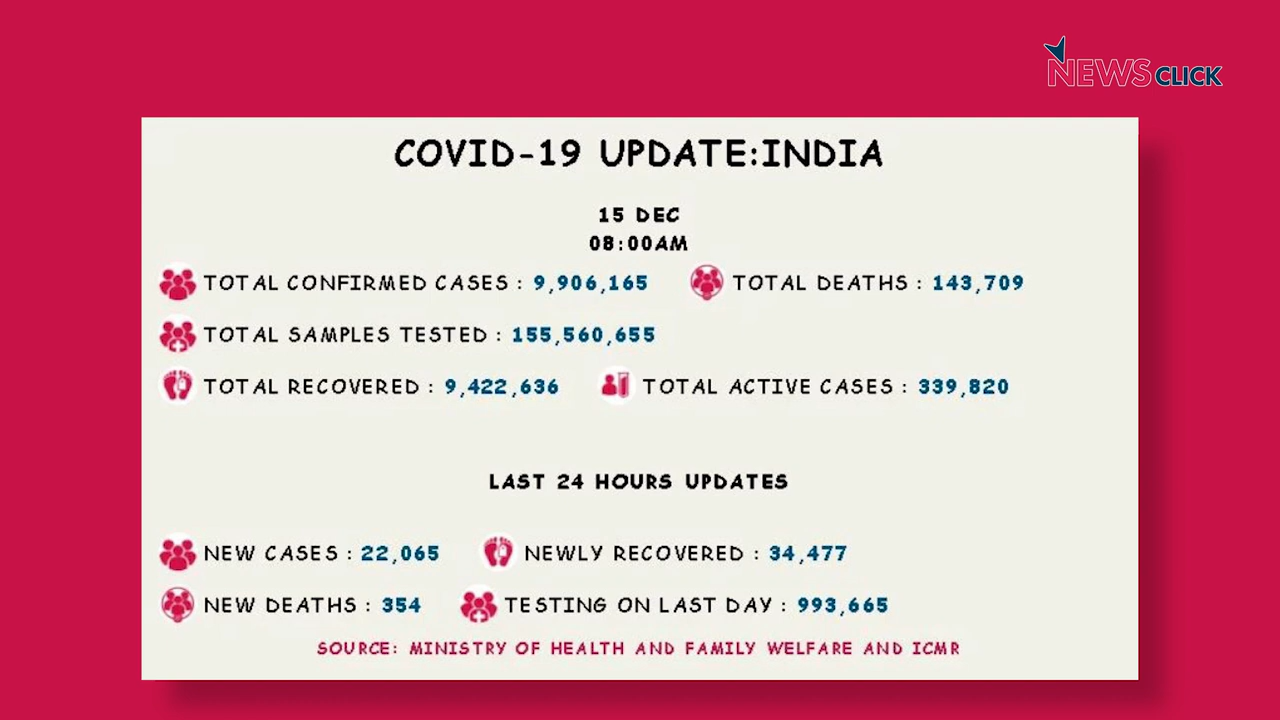 NEWSCLICK
COVID-19 UPDATE:INDIA
15 DEC
08:00AM
TOTAL CONFIRMED CASES : 9,906,165 TOTAL DEATHS : 143,709
TOTAL SAMPLES TESTED : 155,560,655
TOTAL RECOVERED : 9,422,636 TOTAL ACTIVE CASES : 339,820
LAST 24 HOURS UPDATES
NEW CASES : 22,065 NEWLY RECOVERED : 34,477
NEW DEATHS : 354 TESTING ON LAST DAY : 993,665
SOURCE: MINISTRY OF HEALTH AND FAMILY WELFARE AND ICMR